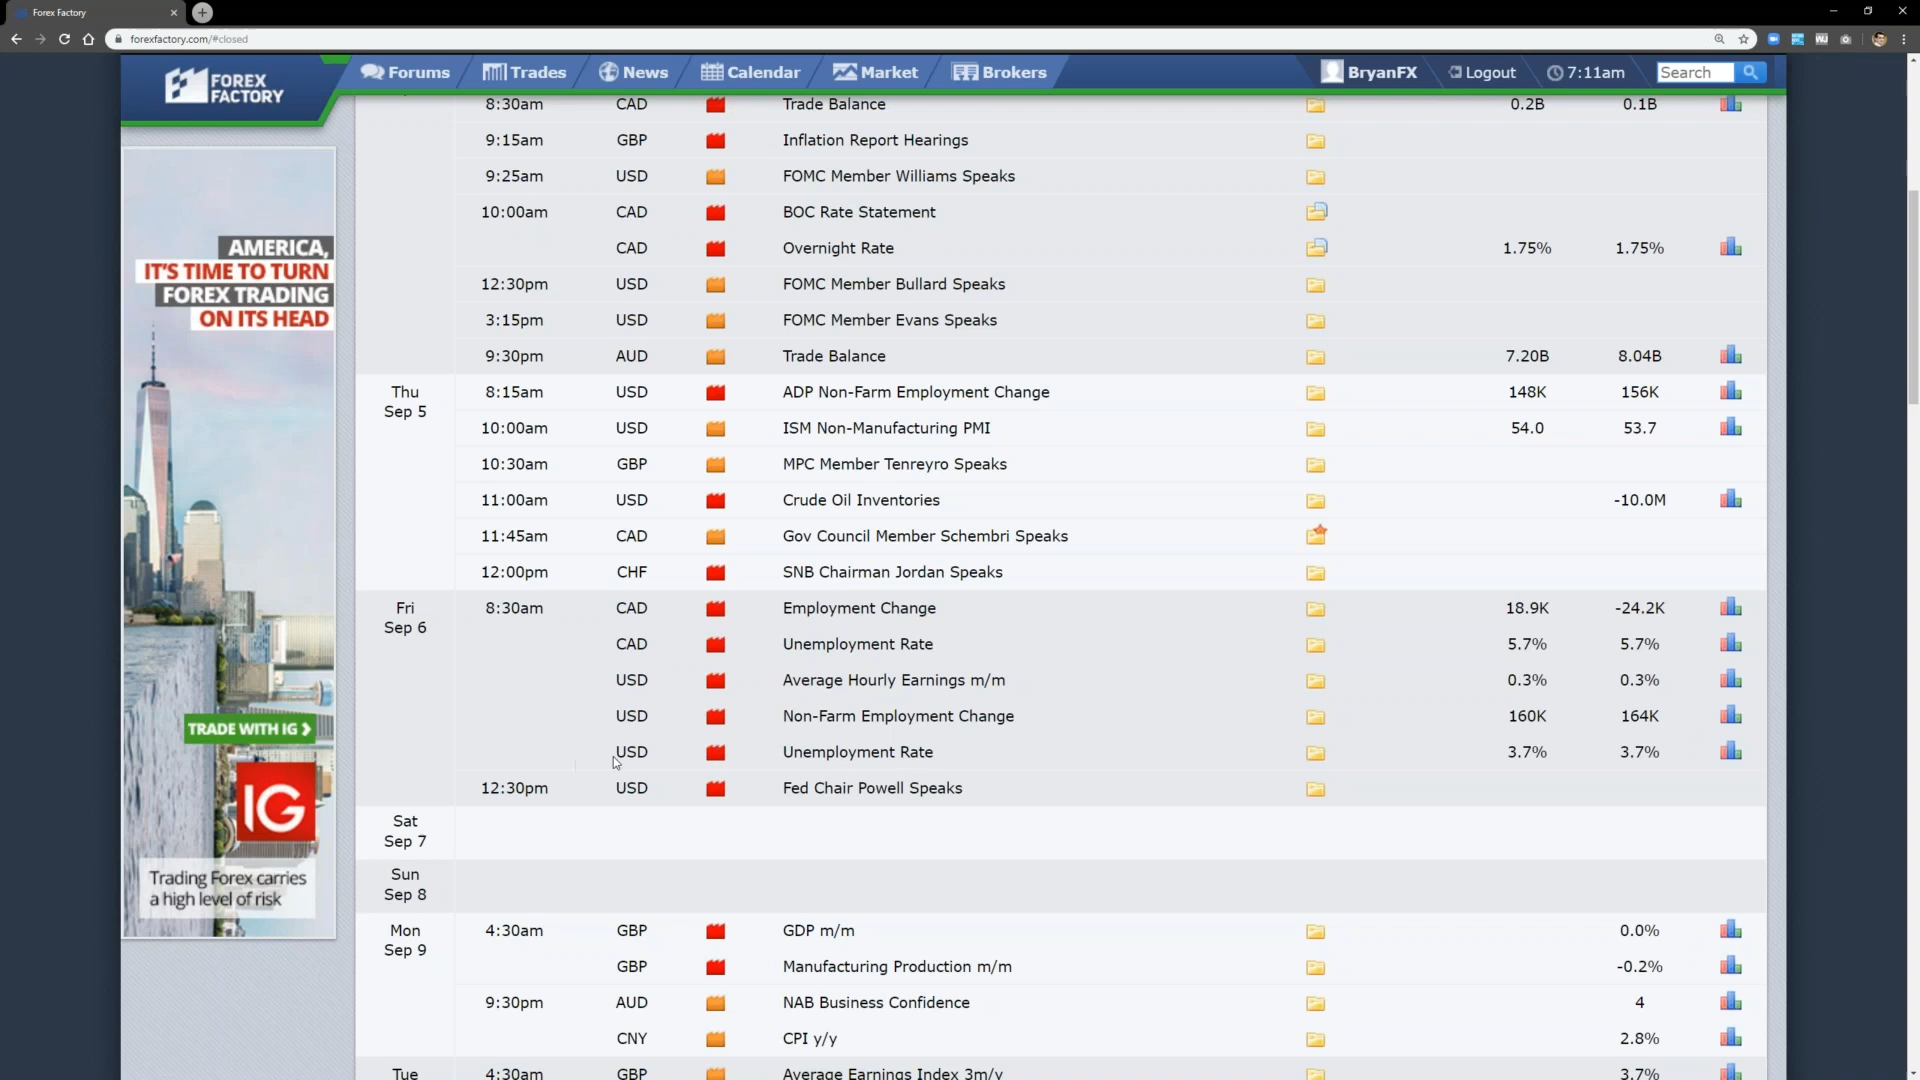 Forex Factory
forexfactory.com/#closed
FOREX FACTORY
Forums Trades News Calendar Market Brokers BryanFX Logout 7:11am Search
8:30am CAD Trade Balance 0.2B 0.1B
9:15am GBP Inflation Report Hearings
9:25am USD FOMC Member Williams Speaks
10:00am CAD BOC Rate Statement
CAD Overnight Rate 1.75% 1.75%
12:30pm USD FOMC Member Bullard Speaks
3:15pm USD FOMC Member Evans Speaks
9:30pm AUD Trade Balance 7.20B 8.04B
Thu Sep 5 8:15am USD ADP Non-Farm Employment Change 148K 156K
10:00am USD ISM Non-Manufacturing PMI 54.0 53.7
10:30am GBP MPC Member Tenreyro Speaks
11:00am USD Crude Oil Inventories -10.0M
11:45am CAD Gov Council Member Schembri Speaks
12:00pm CHF SNB Chairman Jordan Speaks
Fri Sep 6 8:30am CAD Employment Change 18.9K -24.2K
CAD Unemployment Rate 5.7% 5.7%
USD Average Hourly Earnings m/m 0.3% 0.3%
USD Non-Farm Employment Change 160K 164K
USD Unemployment Rate 3.7% 3.7%
12:30pm USD Fed Chair Powell Speaks
Sat Sep 7
Sun Sep 8
Mon Sep 9 4:30am GBP GDP m/m 0.0%
GBP Manufacturing Production m/m -0.2%
9:30pm AUD NAB Business Confidence 4
CNY CPI y/y 2.8%
Tue 4:30am GBP Average Earnings Index 3m/y 3.7%
AMERICA,
IT'S TIME TO TURN
FOREX TRADING
ON ITS HEAD
TRADE WITH IG
IG
Trading Forex carries
a high level of risk